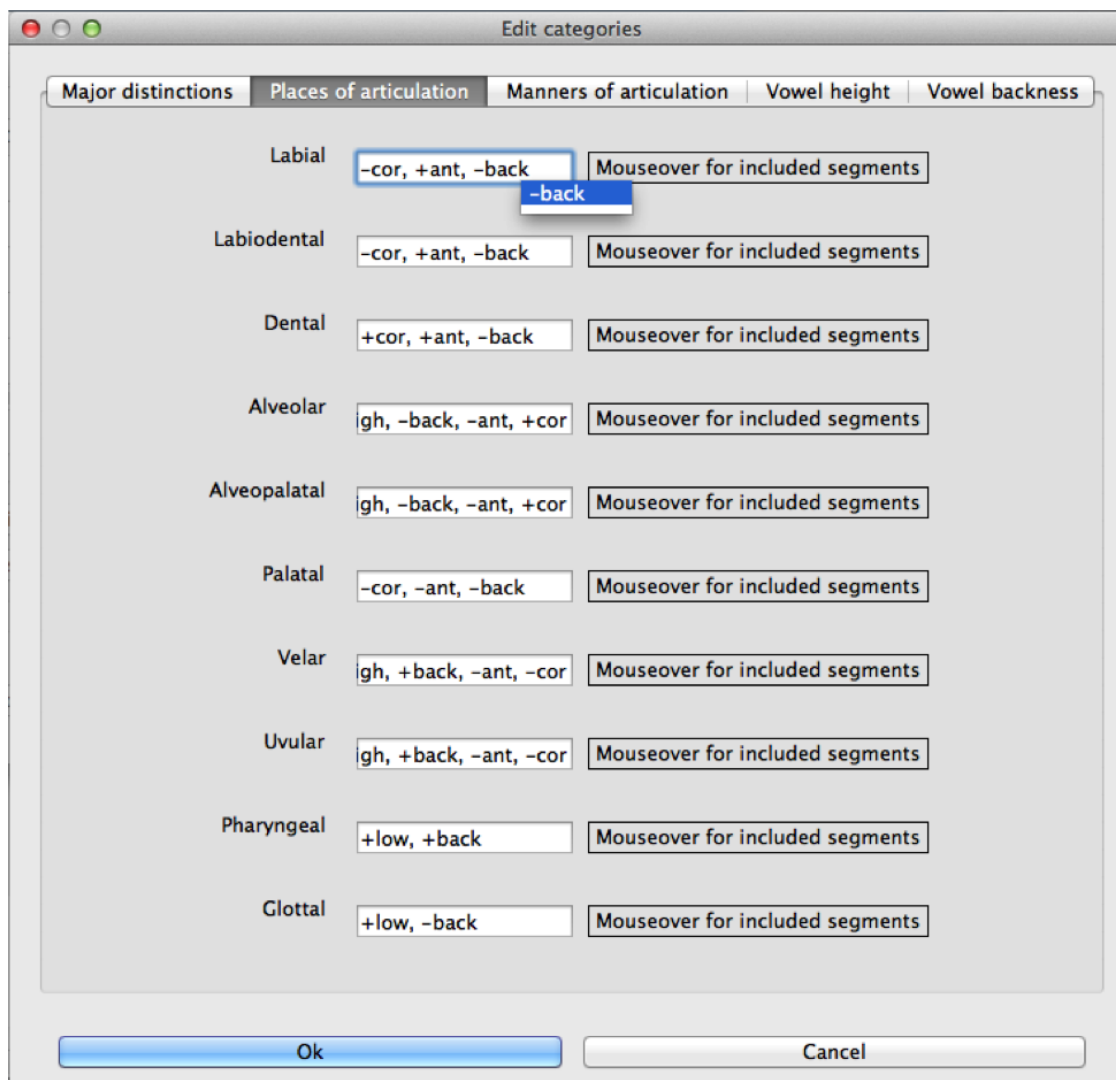 Edit categories
Major distinctions Places of articulation Manners of articulation Vowel height Vowel backness
Labial -cor, +ant, -back Mouseover for included segments
-back
Labiodental -cor, +ant, -back Mouseover for included segments
Dental +cor, +ant, -back Mouseover for included segments
Alveolar igh, -back, -ant, +cor Mouseover for included segments
Alveopalatal igh, -back, -ant, +cor Mouseover for included segments
Palatal -cor, -ant, -back Mouseover for included segments
Velar igh, +back, -ant, -cor Mouseover for included segments
Uvular igh, +back, -ant, -cor Mouseover for included segments
Pharyngeal +low, +back Mouseover for included segments
Glottal +low, -back Mouseover for included segments
Ok Cancel